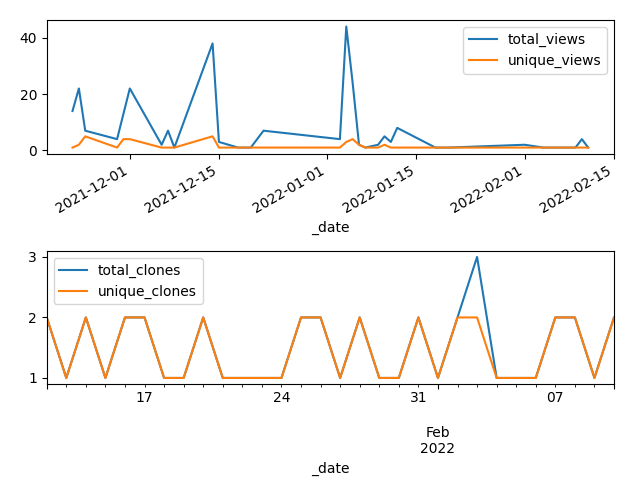 total_views
unique_views
40
20
0
2021-12-01
2021-12-15
2022-01-01
2022-01-15
2022-02-01
2022-02-15
_date
total_clones
unique_clones
3
2
1
17
24
31
07
Feb
2022
_date